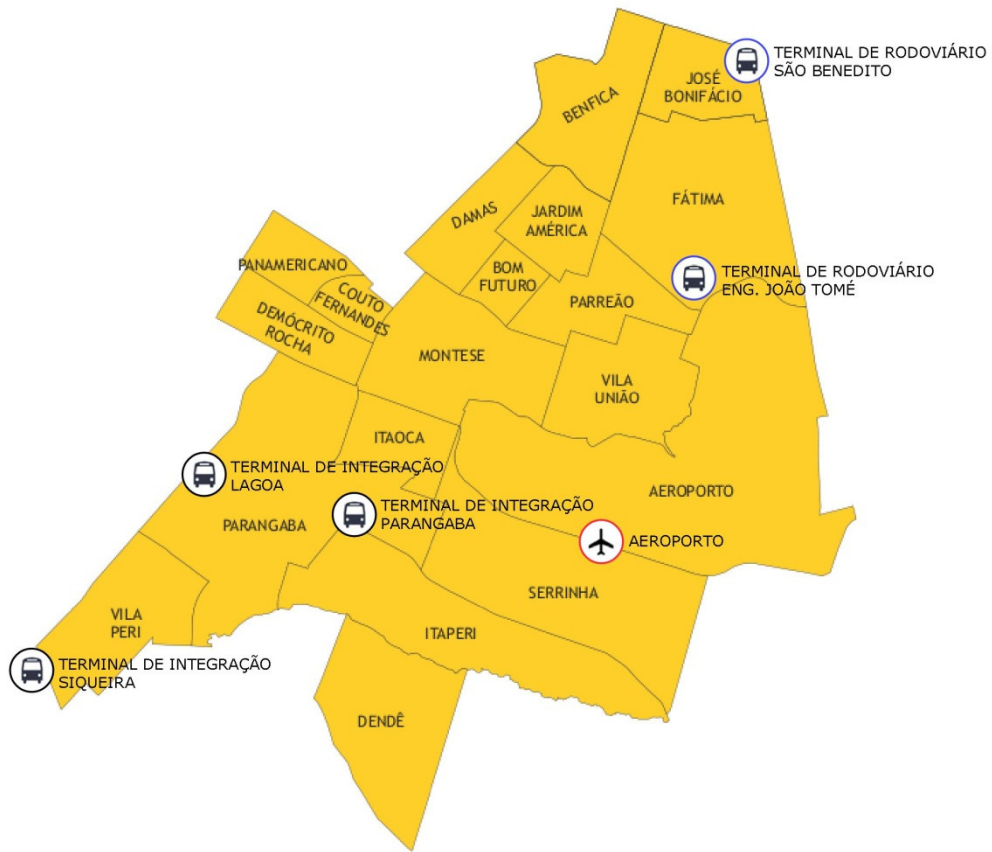 TERMINAL DE RODOVIÁRIO
SÃO BENEDITO
JOSÉ
BONIFÁCIO
BENFICA
FÁTIMA
DAMAS
JARDIM
AMÉRICA
PANAMERICANO
BOM
FUTURO
TERMINAL DE RODOVIÁRIO
ENG. JOÃO TOMÉ
COUTO
FERNANDES
PARREÃO
DEMÓCRITO
ROCHA
MONTESE
VILA
UNIÃO
ITAOCA
TERMINAL DE INTEGRAÇÃO
LAGOA
AEROPORTO
TERMINAL DE INTEGRAÇÃO
PARANGABA
PARANGABA
AEROPORTO
SERRINHA
VILA
PERI
ITAPERI
TERMINAL DE INTEGRAÇÃO
SIQUEIRA
DENDÊ